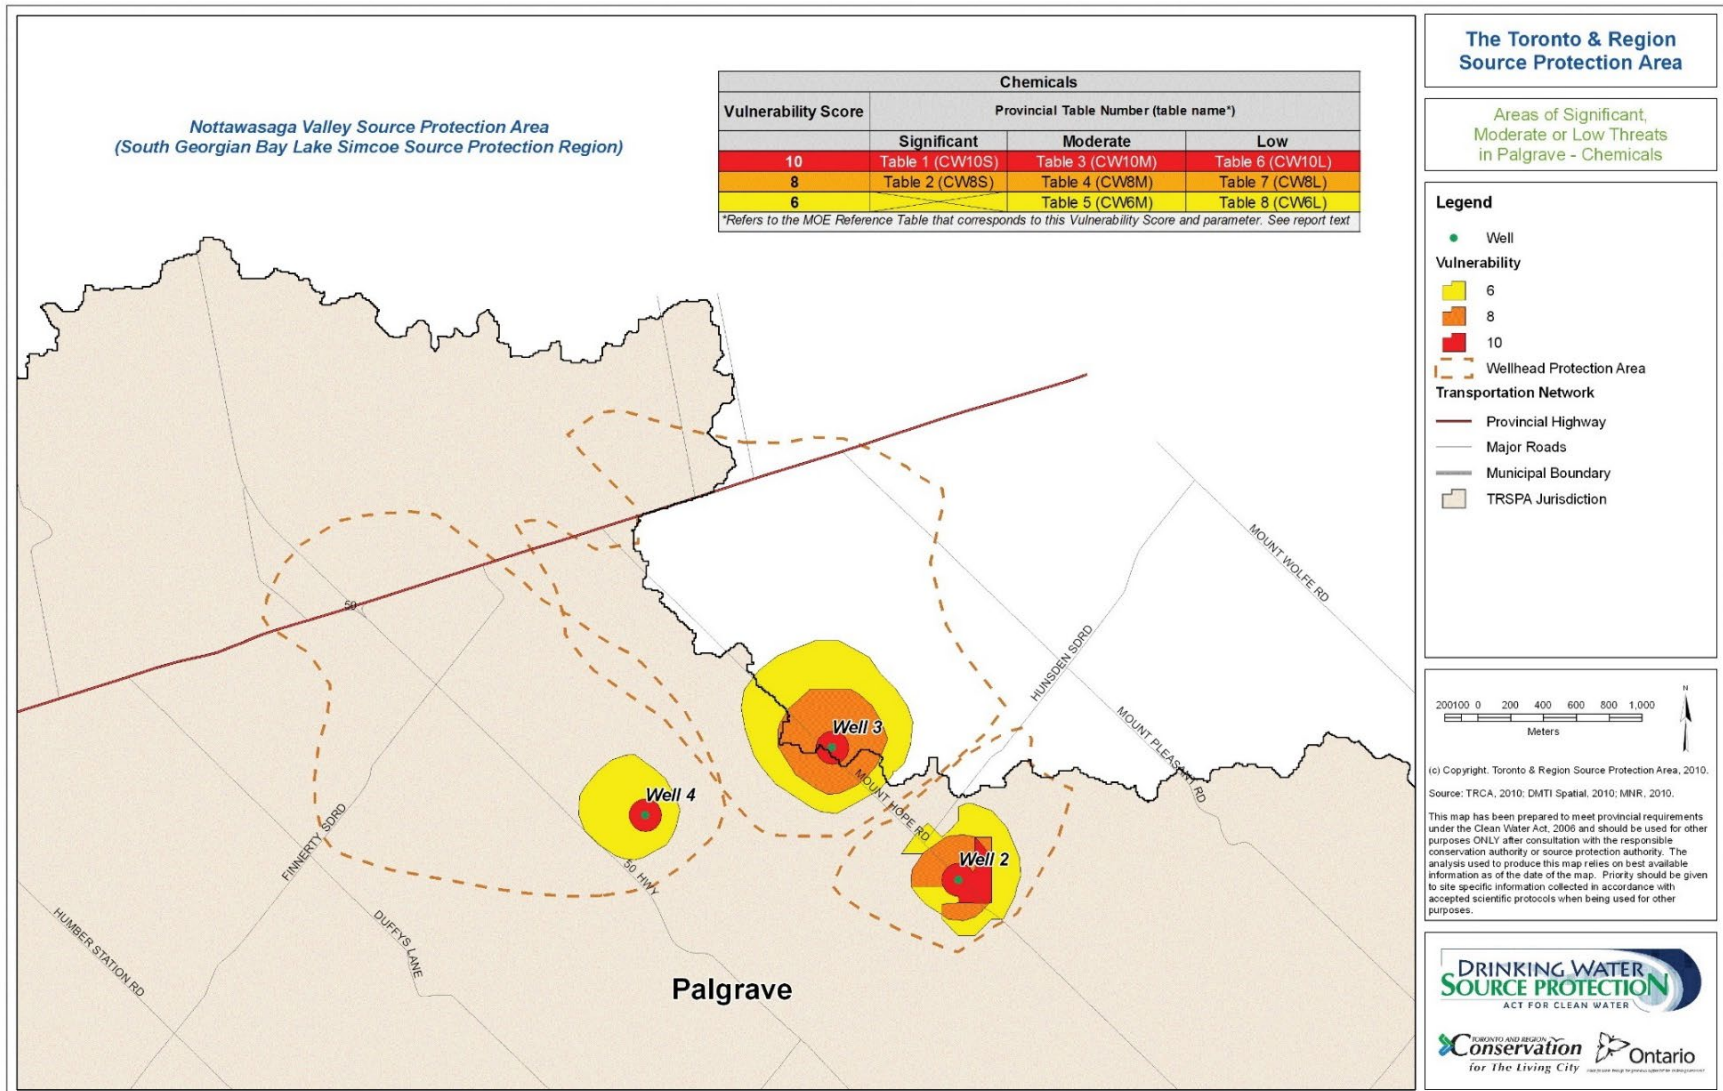 Nottawasaga Valley Source Protection Area
(South Georgian Bay Lake Simcoe Source Protection Region)
Chemicals
Vulnerability Score Provincial Table Number (table name*)
Significant Moderate Low
10 Table 1 (CW10S) Table 3 (CW10M) Table 6 (CW10L)
8 Table 2 (CW8S) Table 4 (CW8M) Table 7 (CW8L)
6 Table 5 (CW6M) Table 8 (CW6L)
*Refers to the MOE Reference Table that corresponds to this Vulnerability Score and parameter. See report text
MOUNT WOLFE RD
50
HUNSDEN SDRD
MOUNT PLEASANT RD
Well 3
MOUNT HOPE RD
Well 4
Well 2
FINNERTY SDRD
50 HWY
DUFFYS LANE
HUMBER STATION RD
Palgrave
The Toronto & Region
Source Protection Area
Areas of Significant,
Moderate or Low Threats
in Palgrave - Chemicals
Legend
Well
Vulnerability
6
8
10
Wellhead Protection Area
Transportation Network
Provincial Highway
Major Roads
Municipal Boundary
TRSPA Jurisdiction
N
200100 0 200 400 600 800 1,000
Meters
(c) Copyright. Toronto & Region Source Protection Area, 2010.
Source: TRCA, 2010; DMTI Spatial, 2010; MNR, 2010.
This map has been prepared to meet provincial requirements
under the Clean Water Act, 2006 and should be used for other
purposes ONLY after consultation with the responsible
conservation authority or source protection authority. The
analysis used to produce this map relies on best available
information as of the date of the map. Priority should be given
to site specific information collected in accordance with
accepted scientific protocols when being used for other
purposes.
DRINKING WATER
SOURCE PROTECTION
ACT FOR CLEAN WATER
TORONTO AND REGION
Conservation
for The Living City
Ontario